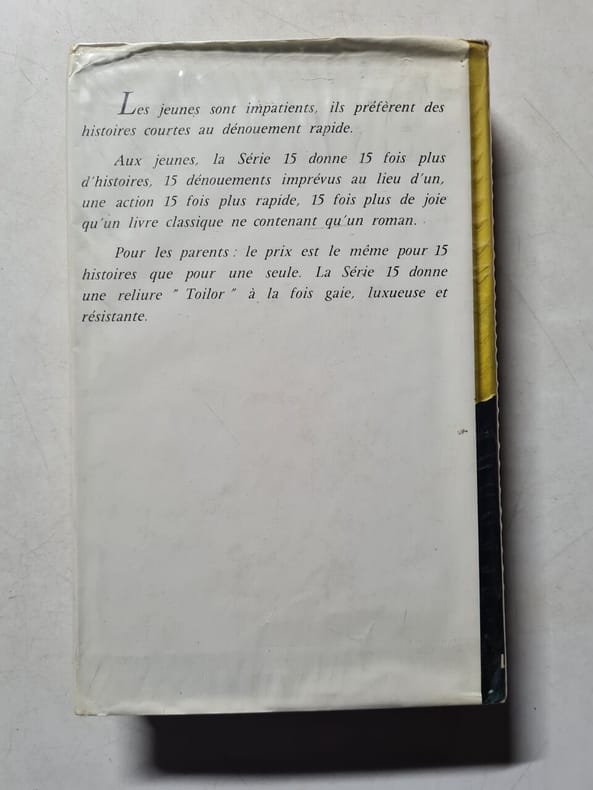 Les jeunes sont impatients, ils préfèrent des
histoires courtes au dénouement rapide.
Aux jeunes, la Série 15 donne 15 fois plus
d'histoires, 15 dénouements imprévus au lieu d'un,
une action 15 fois plus rapide, 15 fois plus de joie
qu'un livre classique ne contenant qu'un roman.
Pour les parents : le prix est le même pour 15
histoires que pour une seule. La Série 15 donne
une reliure " Toilor " à la fois gaie, luxueuse et
résistante.